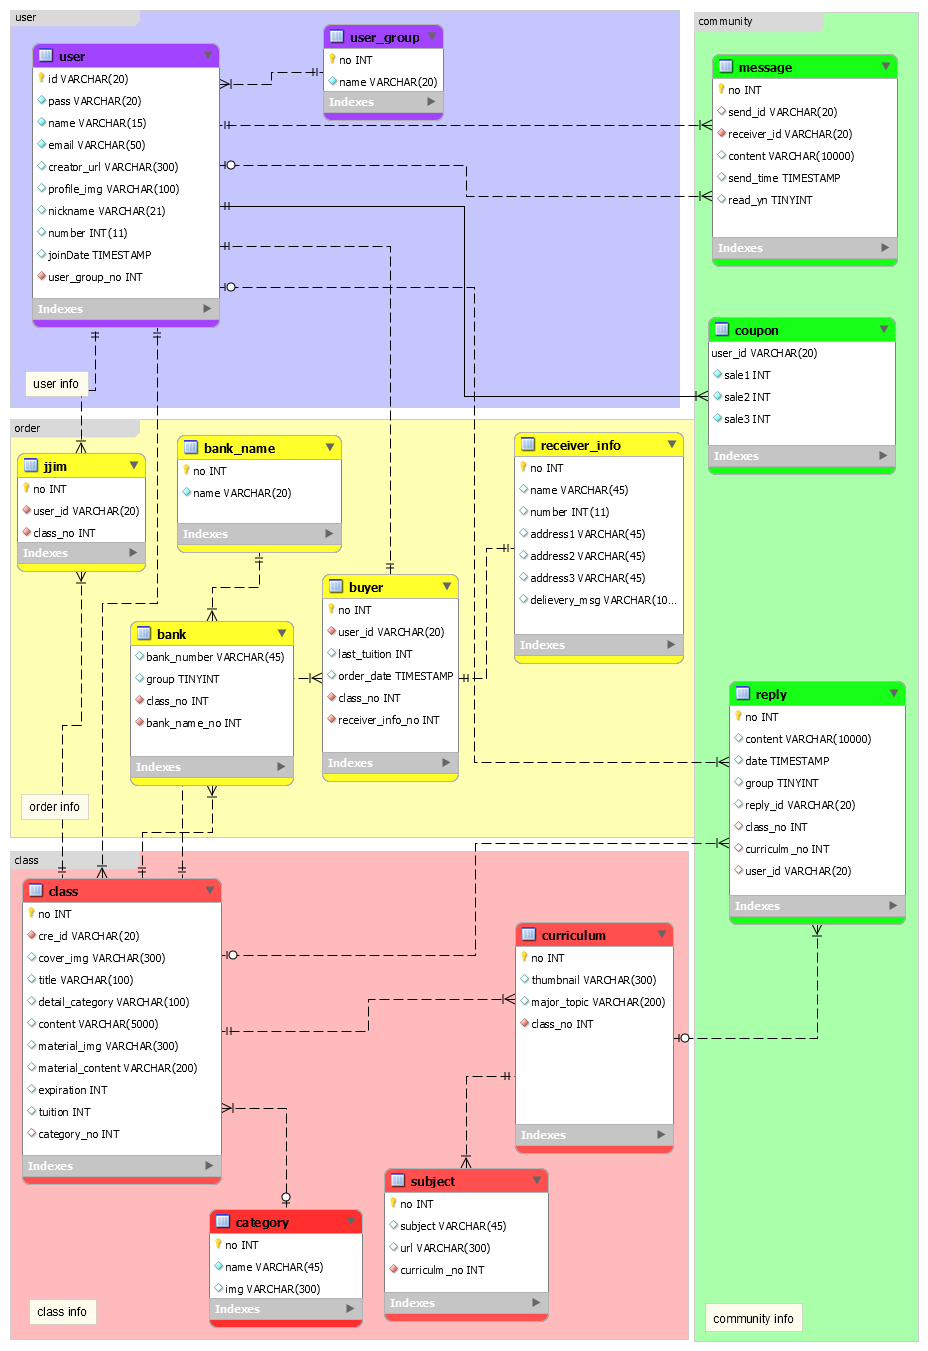 user
user
id VARCHAR(20)
pass VARCHAR(20)
name VARCHAR(15)
email VARCHAR(50)
creator_url VARCHAR(300)
profile_img VARCHAR(100)
nickname VARCHAR(21)
number INT(11)
joinDate TIMESTAMP
user_group_no INT
Indexes
user_group
no INT
name VARCHAR(20)
Indexes
user info
community
message
no INT
send_id VARCHAR(20)
receiver_id VARCHAR(20)
content VARCHAR(10000)
send_time TIMESTAMP
read_yn TINYINT
Indexes
coupon
user_id VARCHAR(20)
sale1 INT
sale2 INT
sale3 INT
Indexes
order
jjim
no INT
user_id VARCHAR(20)
class_no INT
Indexes
bank_name
no INT
name VARCHAR(20)
Indexes
receiver_info
no INT
name VARCHAR(45)
number INT(11)
address1 VARCHAR(45)
address2 VARCHAR(45)
address3 VARCHAR(45)
delievery_msg VARCHAR(10...
Indexes
bank
bank_number VARCHAR(45)
group TINYINT
class_no INT
bank_name_no INT
Indexes
buyer
no INT
user_id VARCHAR(20)
last_tuition INT
order_date TIMESTAMP
class_no INT
receiver_info_no INT
Indexes
order info
reply
no INT
content VARCHAR(10000)
date TIMESTAMP
group TINYINT
reply_id VARCHAR(20)
class_no INT
curriculm_no INT
user_id VARCHAR(20)
Indexes
class
class
no INT
cre_id VARCHAR(20)
cover_img VARCHAR(300)
title VARCHAR(100)
detail_category VARCHAR(100)
content VARCHAR(5000)
material_img VARCHAR(300)
material_content VARCHAR(200)
expiration INT
tuition INT
category_no INT
Indexes
curriculum
no INT
thumbnail VARCHAR(300)
major_topic VARCHAR(200)
class_no INT
Indexes
subject
no INT
subject VARCHAR(45)
url VARCHAR(300)
curriculm_no INT
Indexes
category
no INT
name VARCHAR(45)
img VARCHAR(300)
Indexes
class info
community info